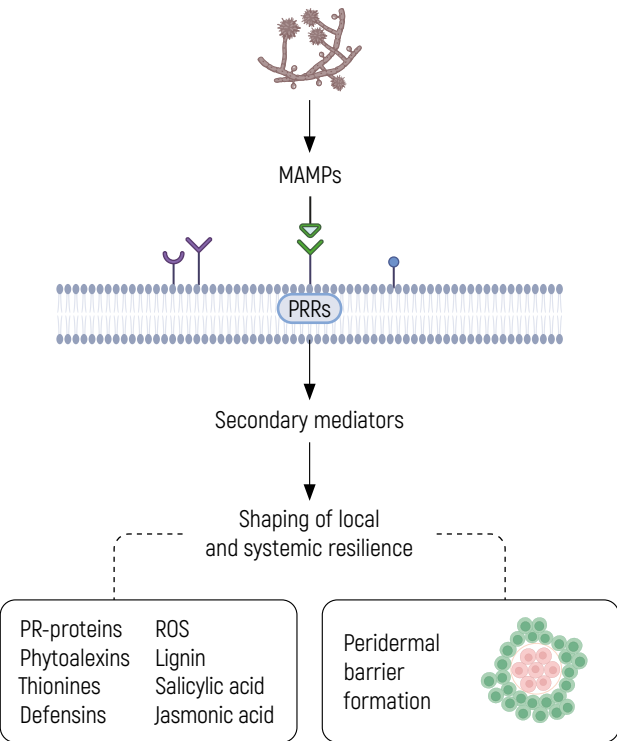 MAMPs
PRRs
Secondary mediators
Shaping of local
and systemic resilience
PR-proteins
Phytoalexins
Thionines
Defensins
ROS
Lignin
Salicylic acid
Jasmonic acid
Peridermal
barrier
formation